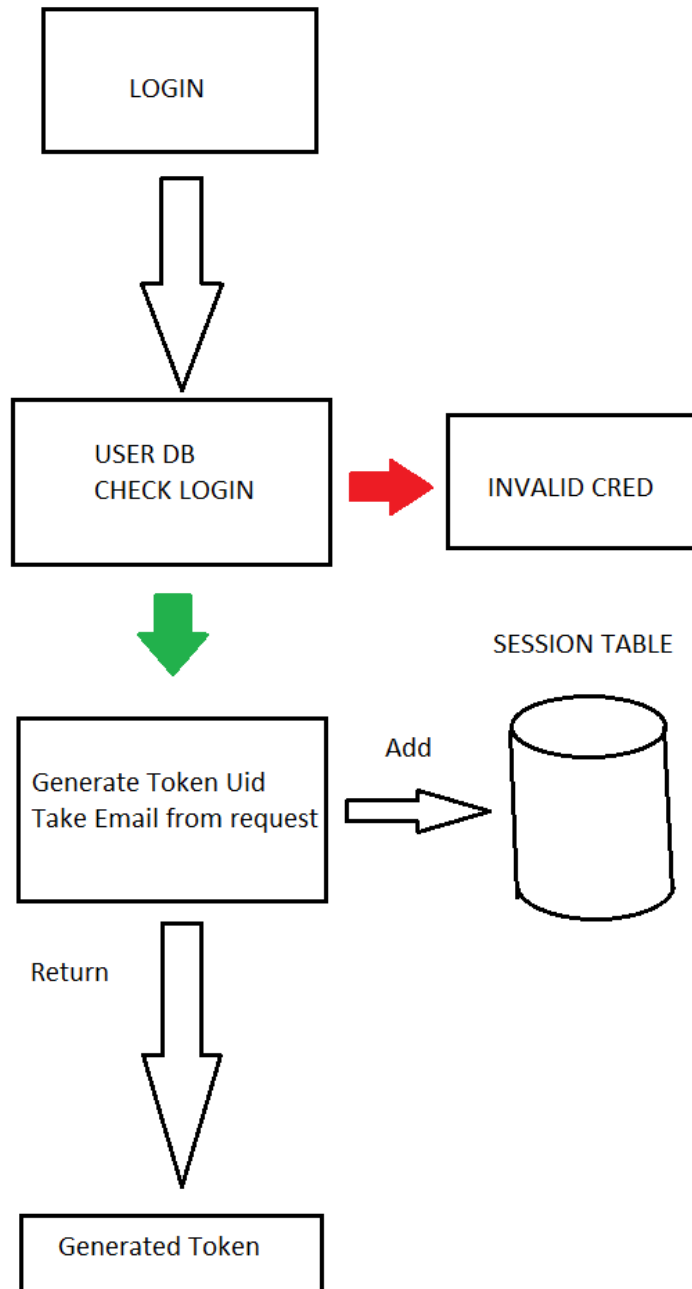 LOGIN
USER DB
CHECK LOGIN
INVALID CRED
SESSION TABLE
Generate Token Uid
Take Email from request
Add
Return
Generated Token